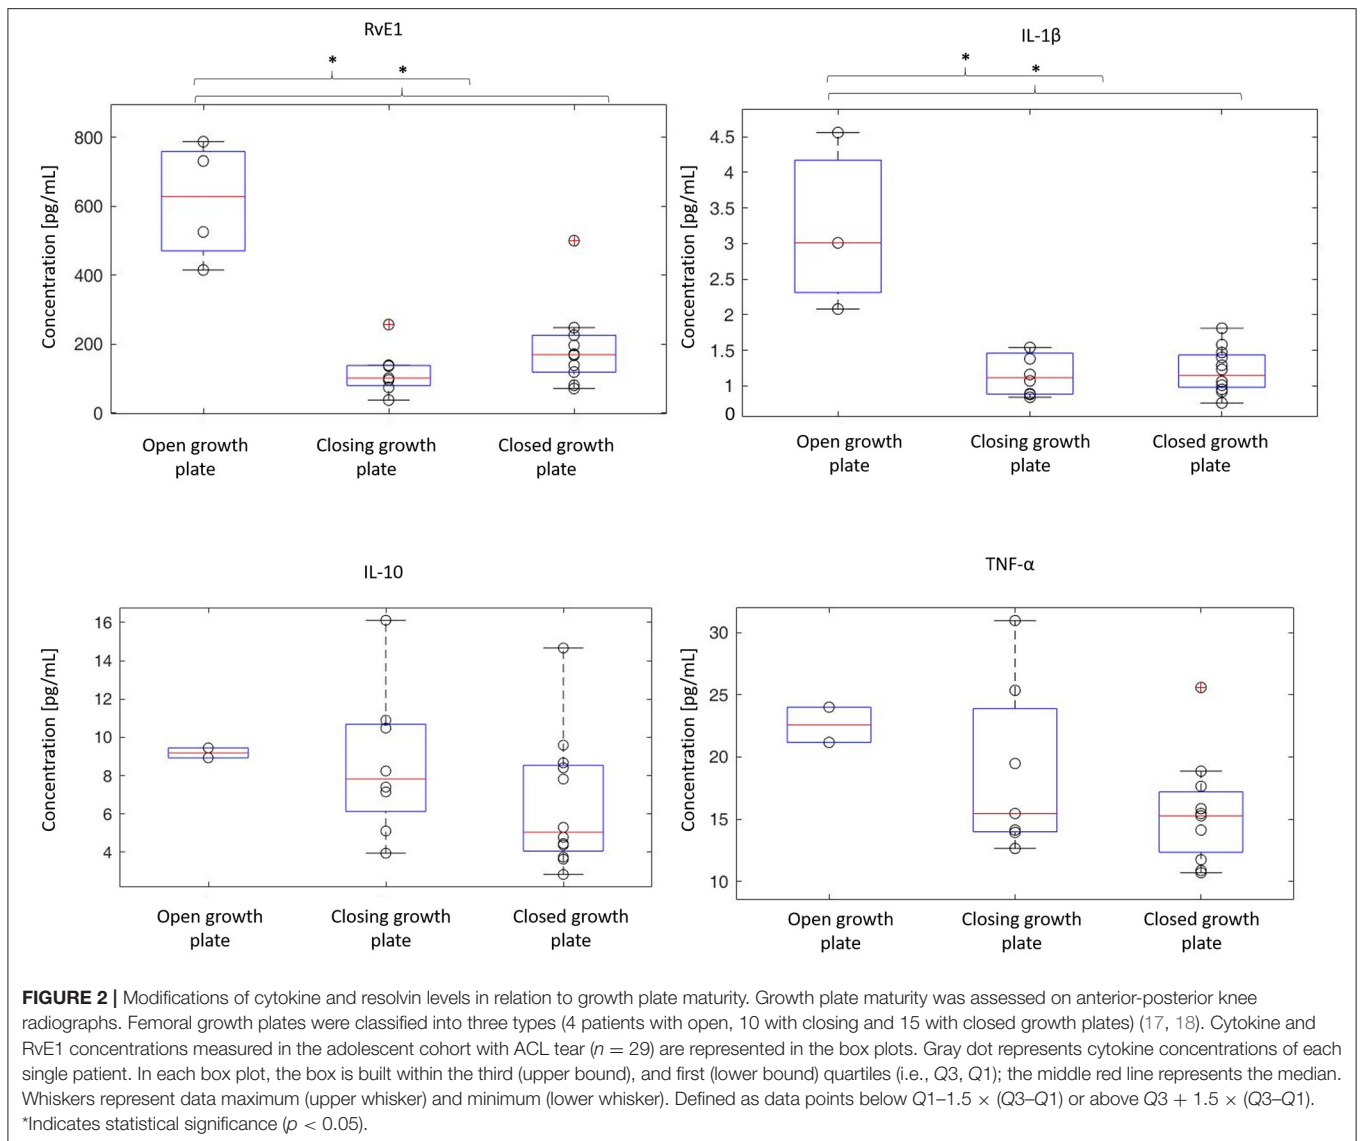 RvE1
*
*
Concentration [pg/mL]
800
600
400
200
0
Open growth plate
Closing growth plate
Closed growth plate
IL-1β
*
*
Concentration [pg/mL]
4.5
4
3.5
3
2.5
2
1.5
1
0
Open growth plate
Closing growth plate
Closed growth plate
IL-10
Concentration [pg/mL]
16
14
12
10
8
6
4
Open growth plate
Closing growth plate
Closed growth plate
TNF-α
Concentration [pg/mL]
30
25
20
15
10
Open growth plate
Closing growth plate
Closed growth plate
FIGURE 2 | Modifications of cytokine and resolvin levels in relation to growth plate maturity. Growth plate maturity was assessed on anterior-posterior knee
radiographs. Femoral growth plates were classified into three types (4 patients with open, 10 with closing and 15 with closed growth plates) (17, 18). Cytokine and
RvE1 concentrations measured in the adolescent cohort with ACL tear (n = 29) are represented in the box plots. Gray dot represents cytokine concentrations of each
single patient. In each box plot, the box is built within the third (upper bound), and first (lower bound) quartiles (i.e., Q3, Q1); the middle red line represents the median.
Whiskers represent data maximum (upper whisker) and minimum (lower whisker). Defined as data points below Q1–1.5 × (Q3–Q1) or above Q3 + 1.5 × (Q3–Q1).
*Indicates statistical significance (p < 0.05).